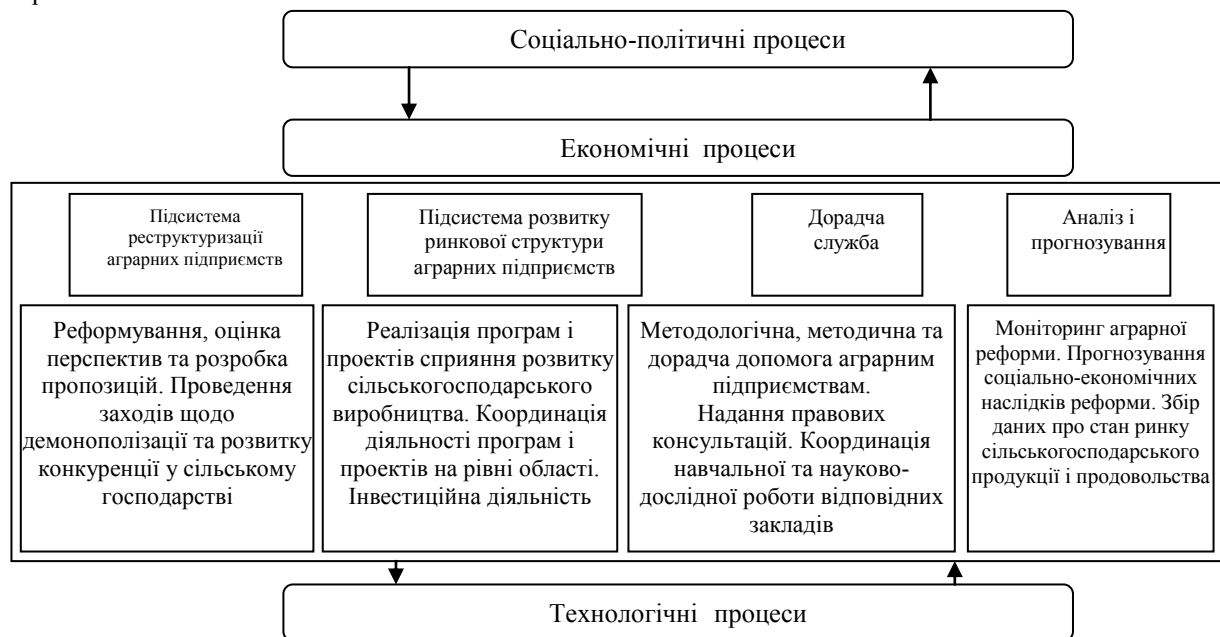 Соціально-політичні процеси
Економічні процеси
Підсистема
реструктуризації
аграрних підприємств
Підсистема розвитку
ринкової структури
аграрних підприємств
Дорадча
служба
Аналіз і
прогнозування
Реформування, оцінка
перспектив та розробка
пропозицій. Проведення
заходів щодо
демонополізації та розвитку
конкуренції у сільському
господарстві
Реалізація програм і
проектів сприяння розвитку
сільськогосподарського
виробництва. Координація
діяльності програм і
проектів на рівні області.
Інвестиційна діяльність
Методологічна, методична та
дорадча допомога аграрним
підприємствам.
Надання правових
консультацій. Координація
навчальної та науково-
дослідної роботи відповідних
закладів
Моніторинг аграрної
реформи. Прогнозування
соціально-економічних
наслідків реформи. Збір
даних про стан ринку
сільськогосподарського
продукції і продовольства
Технологічні процеси